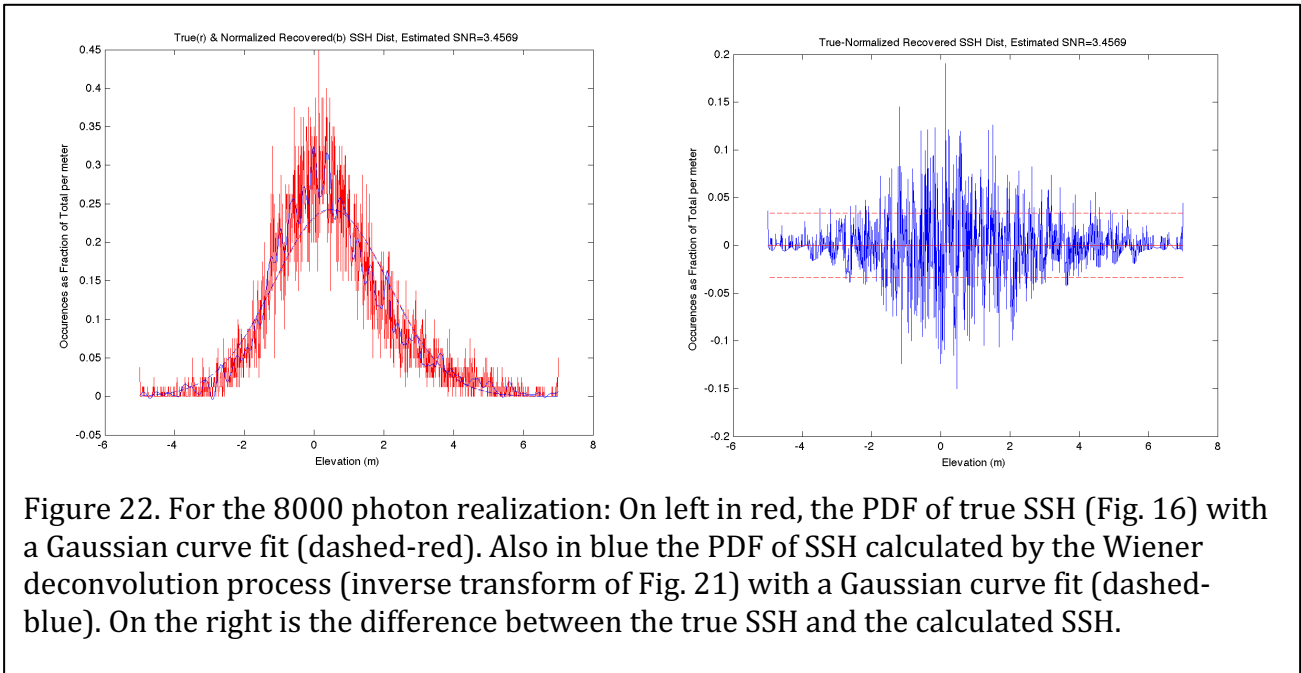 True(r) & Normalized Recovered(b) SSH Dist, Estimated SNR=3.4569
0.45
0.4
0.35
0.3
0.25
0.2
0.15
0.1
0.05
0
-0.05
Occurences as Fraction of Total per meter
-6 -4 -2 0 2 4 6 8
Elevation (m)
True-Normalized Recovered SSH Dist, Estimated SNR=3.4569
0.2
0.15
0.1
0.05
0
-0.05
-0.1
-0.15
-0.2
Occurences as Fraction of Total per meter
-6 -4 -2 0 2 4 6 8
Elevation (m)
Figure 22. For the 8000 photon realization: On left in red, the PDF of true SSH (Fig. 16) with
a Gaussian curve fit (dashed-red). Also in blue the PDF of SSH calculated by the Wiener
deconvolution process (inverse transform of Fig. 21) with a Gaussian curve fit (dashed-
blue). On the right is the difference between the true SSH and the calculated SSH.